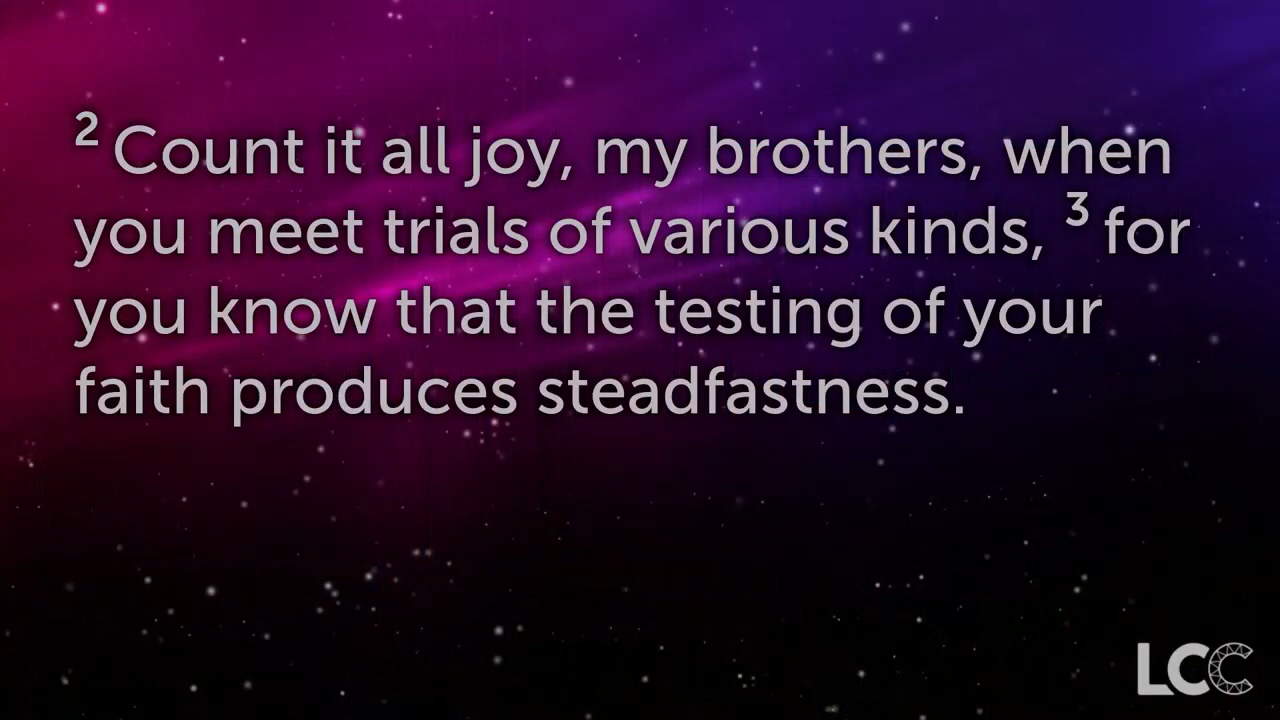 2 Count it all joy, my brothers, when
you meet trials of various kinds, 3 for
you know that the testing of your
faith produces steadfastness.
LCC